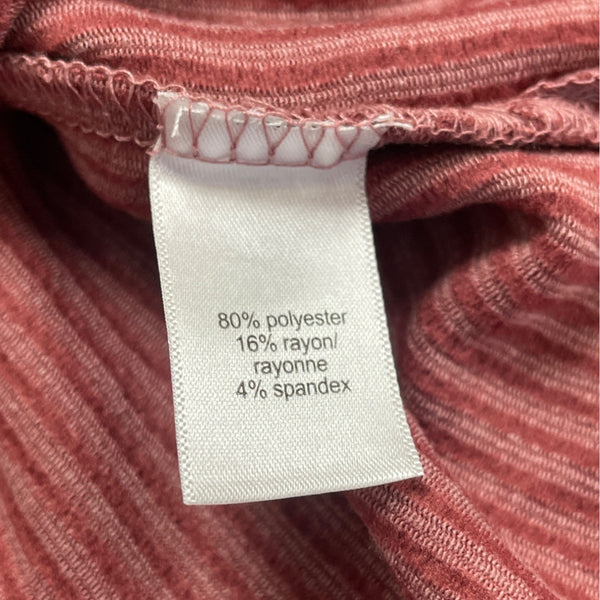 80% polyester
16% rayon/
rayonne
4% spandex